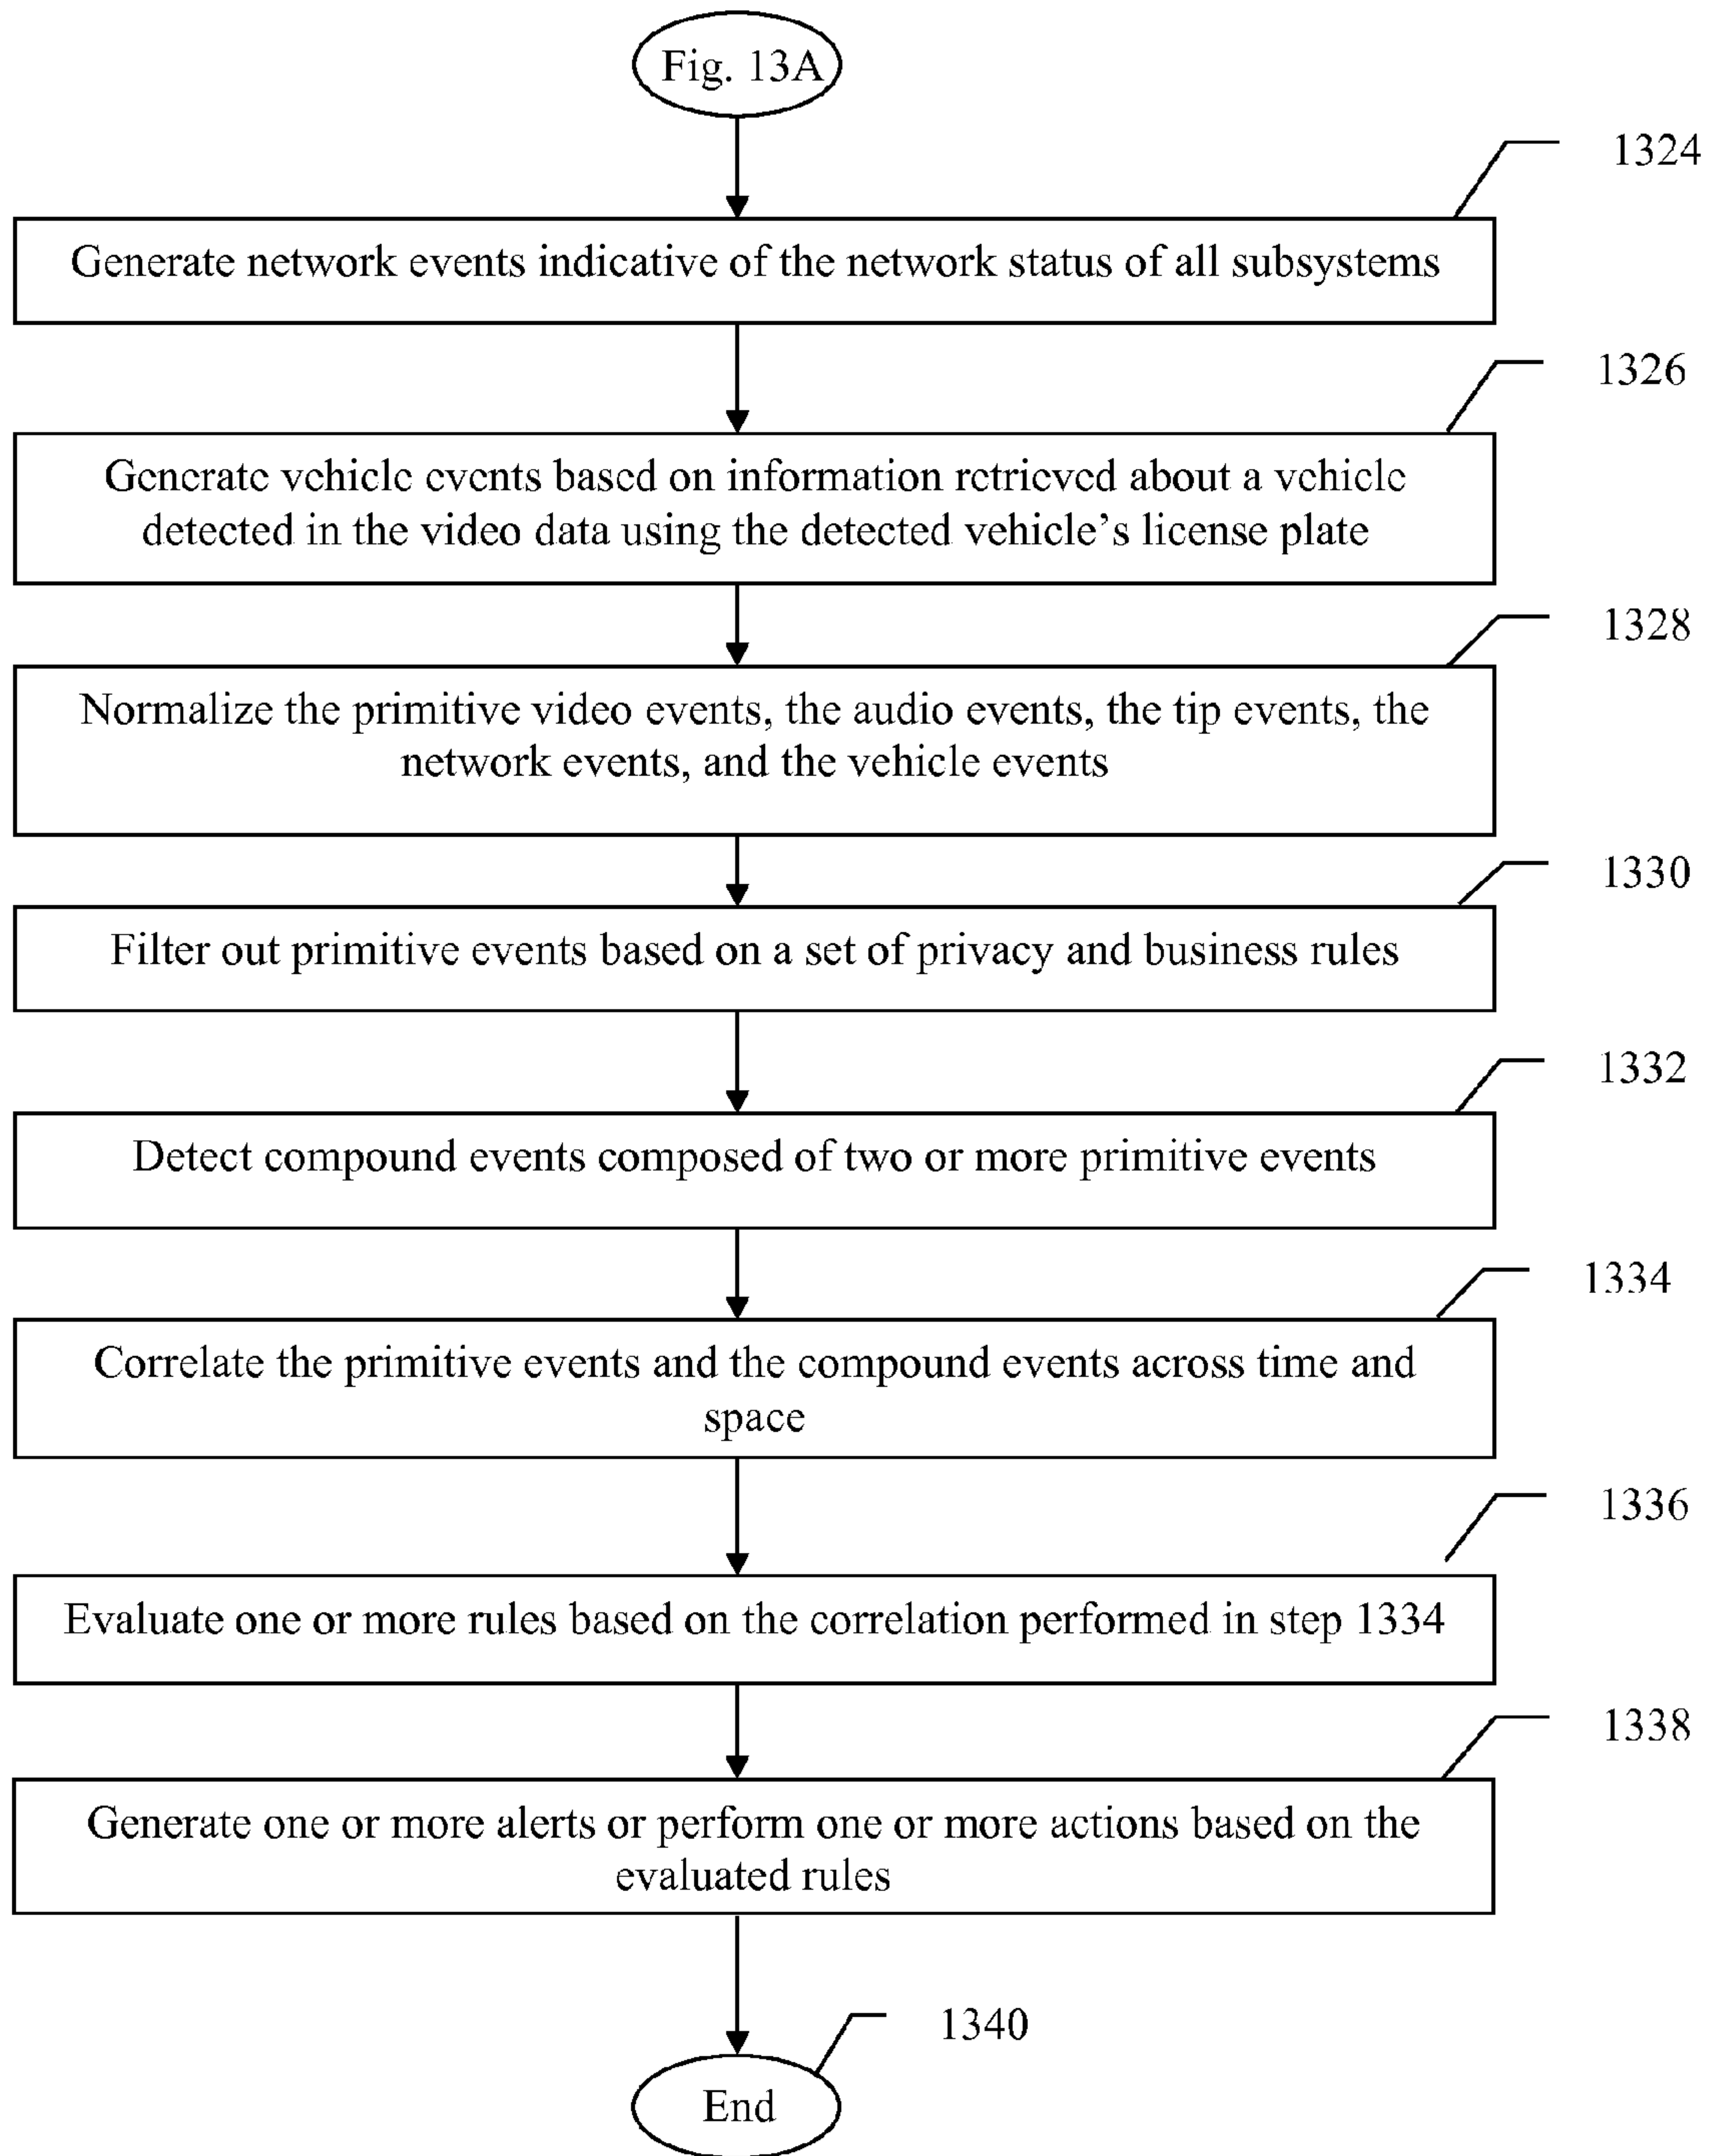 Fig. 13A
1324
Generate network events indicative of the network status of all subsystems
1326
Generate vehicle events based on information retrieved about a vehicle
detected in the video data using the detected vehicle's license plate
1328
Normalize the primitive video events, the audio events, the tip events, the
network events, and the vehicle events
1330
Filter out primitive events based on a set of privacy and business rules
1332
Detect compound events composed of two or more primitive events
1334
Correlate the primitive events and the compound events across time and
space
1336
Evaluate one or more rules based on the correlation performed in step 1334
1338
Generate one or more alerts or perform one or more actions based on the
evaluated rules
1340
End